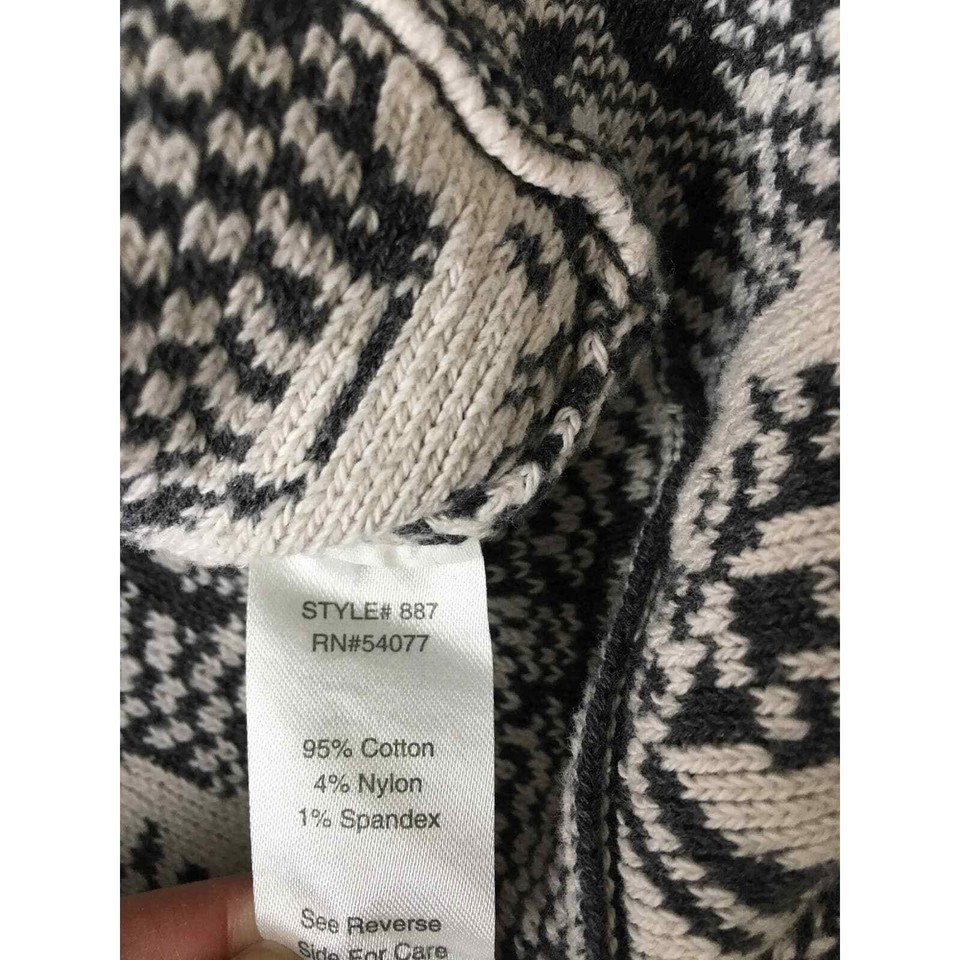 STYLE# 887
RN#54077
95% Cotton
4% Nylon
1% Spandex
See Reverse
Side For Care